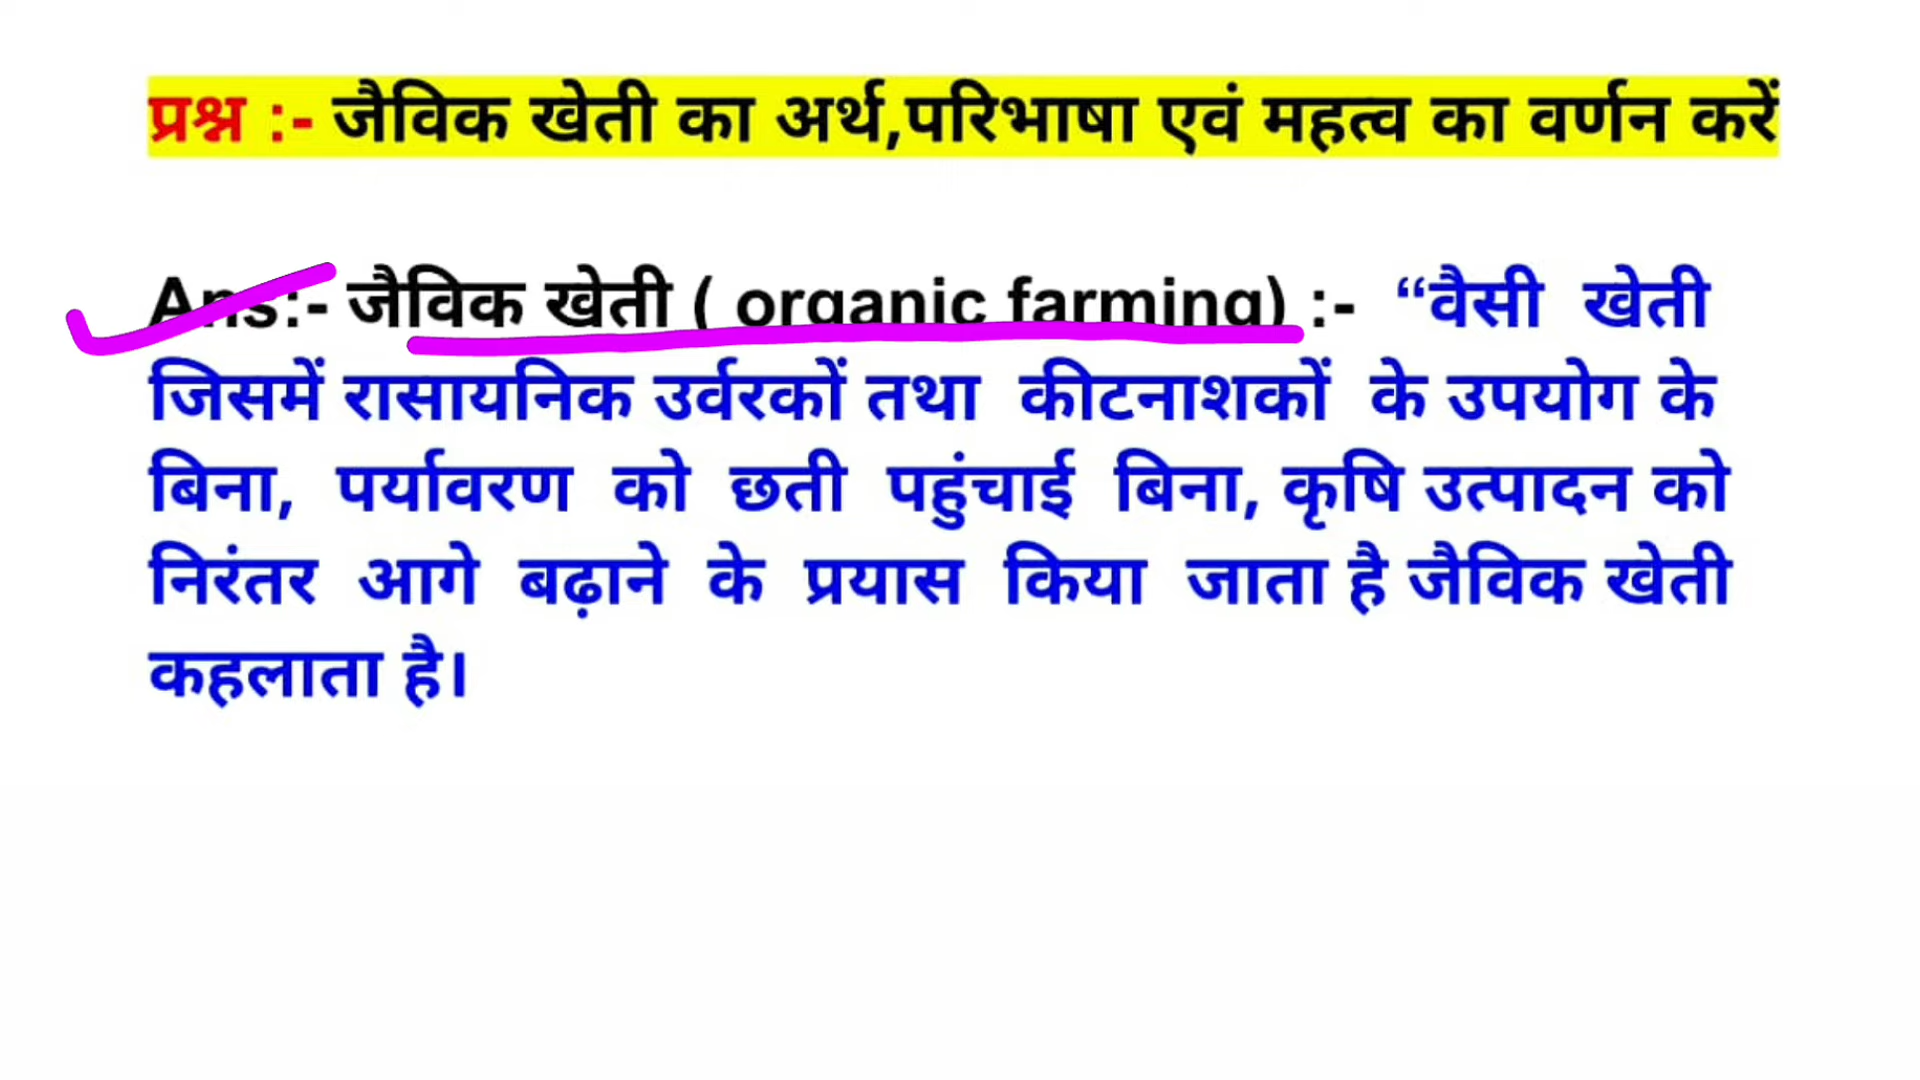 प्रश्न :- जैविक खेती का अर्थ,परिभाषा एवं महत्व का वर्णन करें
Ans:- जैविक खेती ( organic farming) :- “वैसी खेती
जिसमें रासायनिक उर्वरकों तथा कीटनाशकों के उपयोग के
बिना, पर्यावरण को छती पहुंचाई बिना, कृषि उत्पादन को
निरंतर आगे बढ़ाने के प्रयास किया जाता है जैविक खेती
कहलाता है।